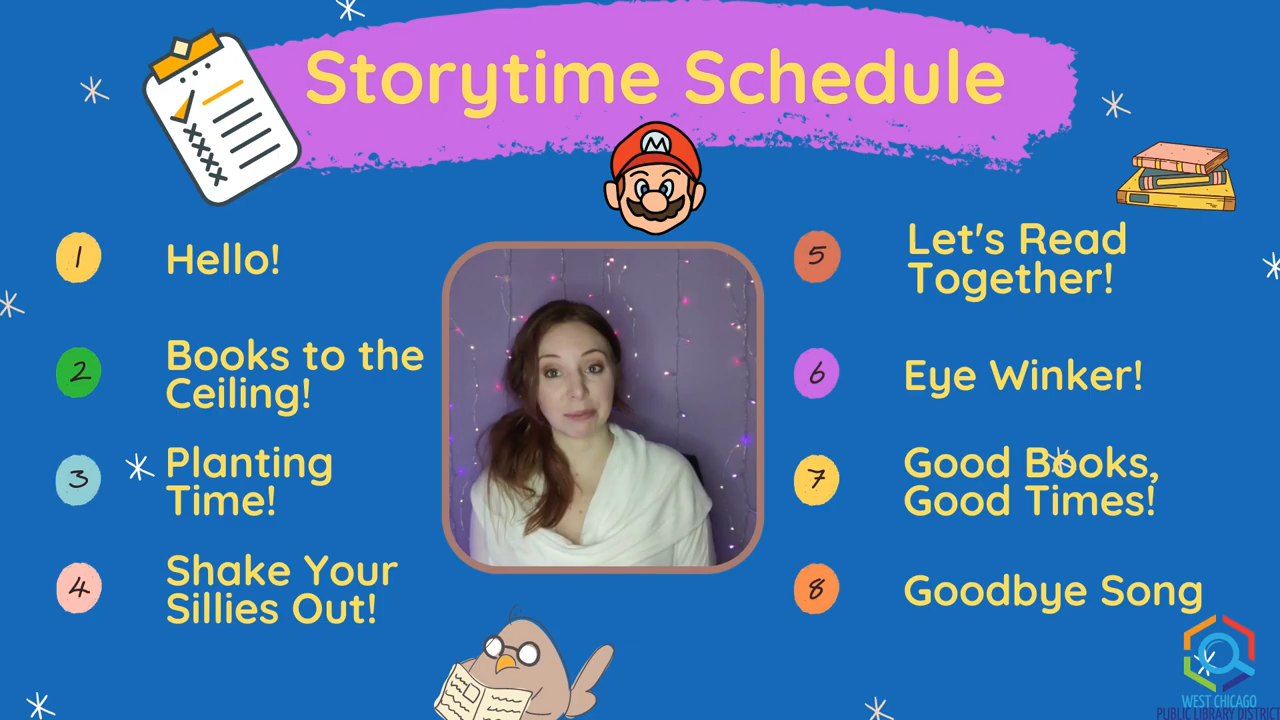 Storytime Schedule
M
1 Hello!
2 Books to the
Ceiling!
3 Planting
Time!
4 Shake Your
Sillies Out!
5 Let's Read
Together!
6 Eye Winker!
7 Good Books,
Good Times!
8 Goodbye Song
WEST CHICAGO
PUBLIC LIBRARY DISTRICT